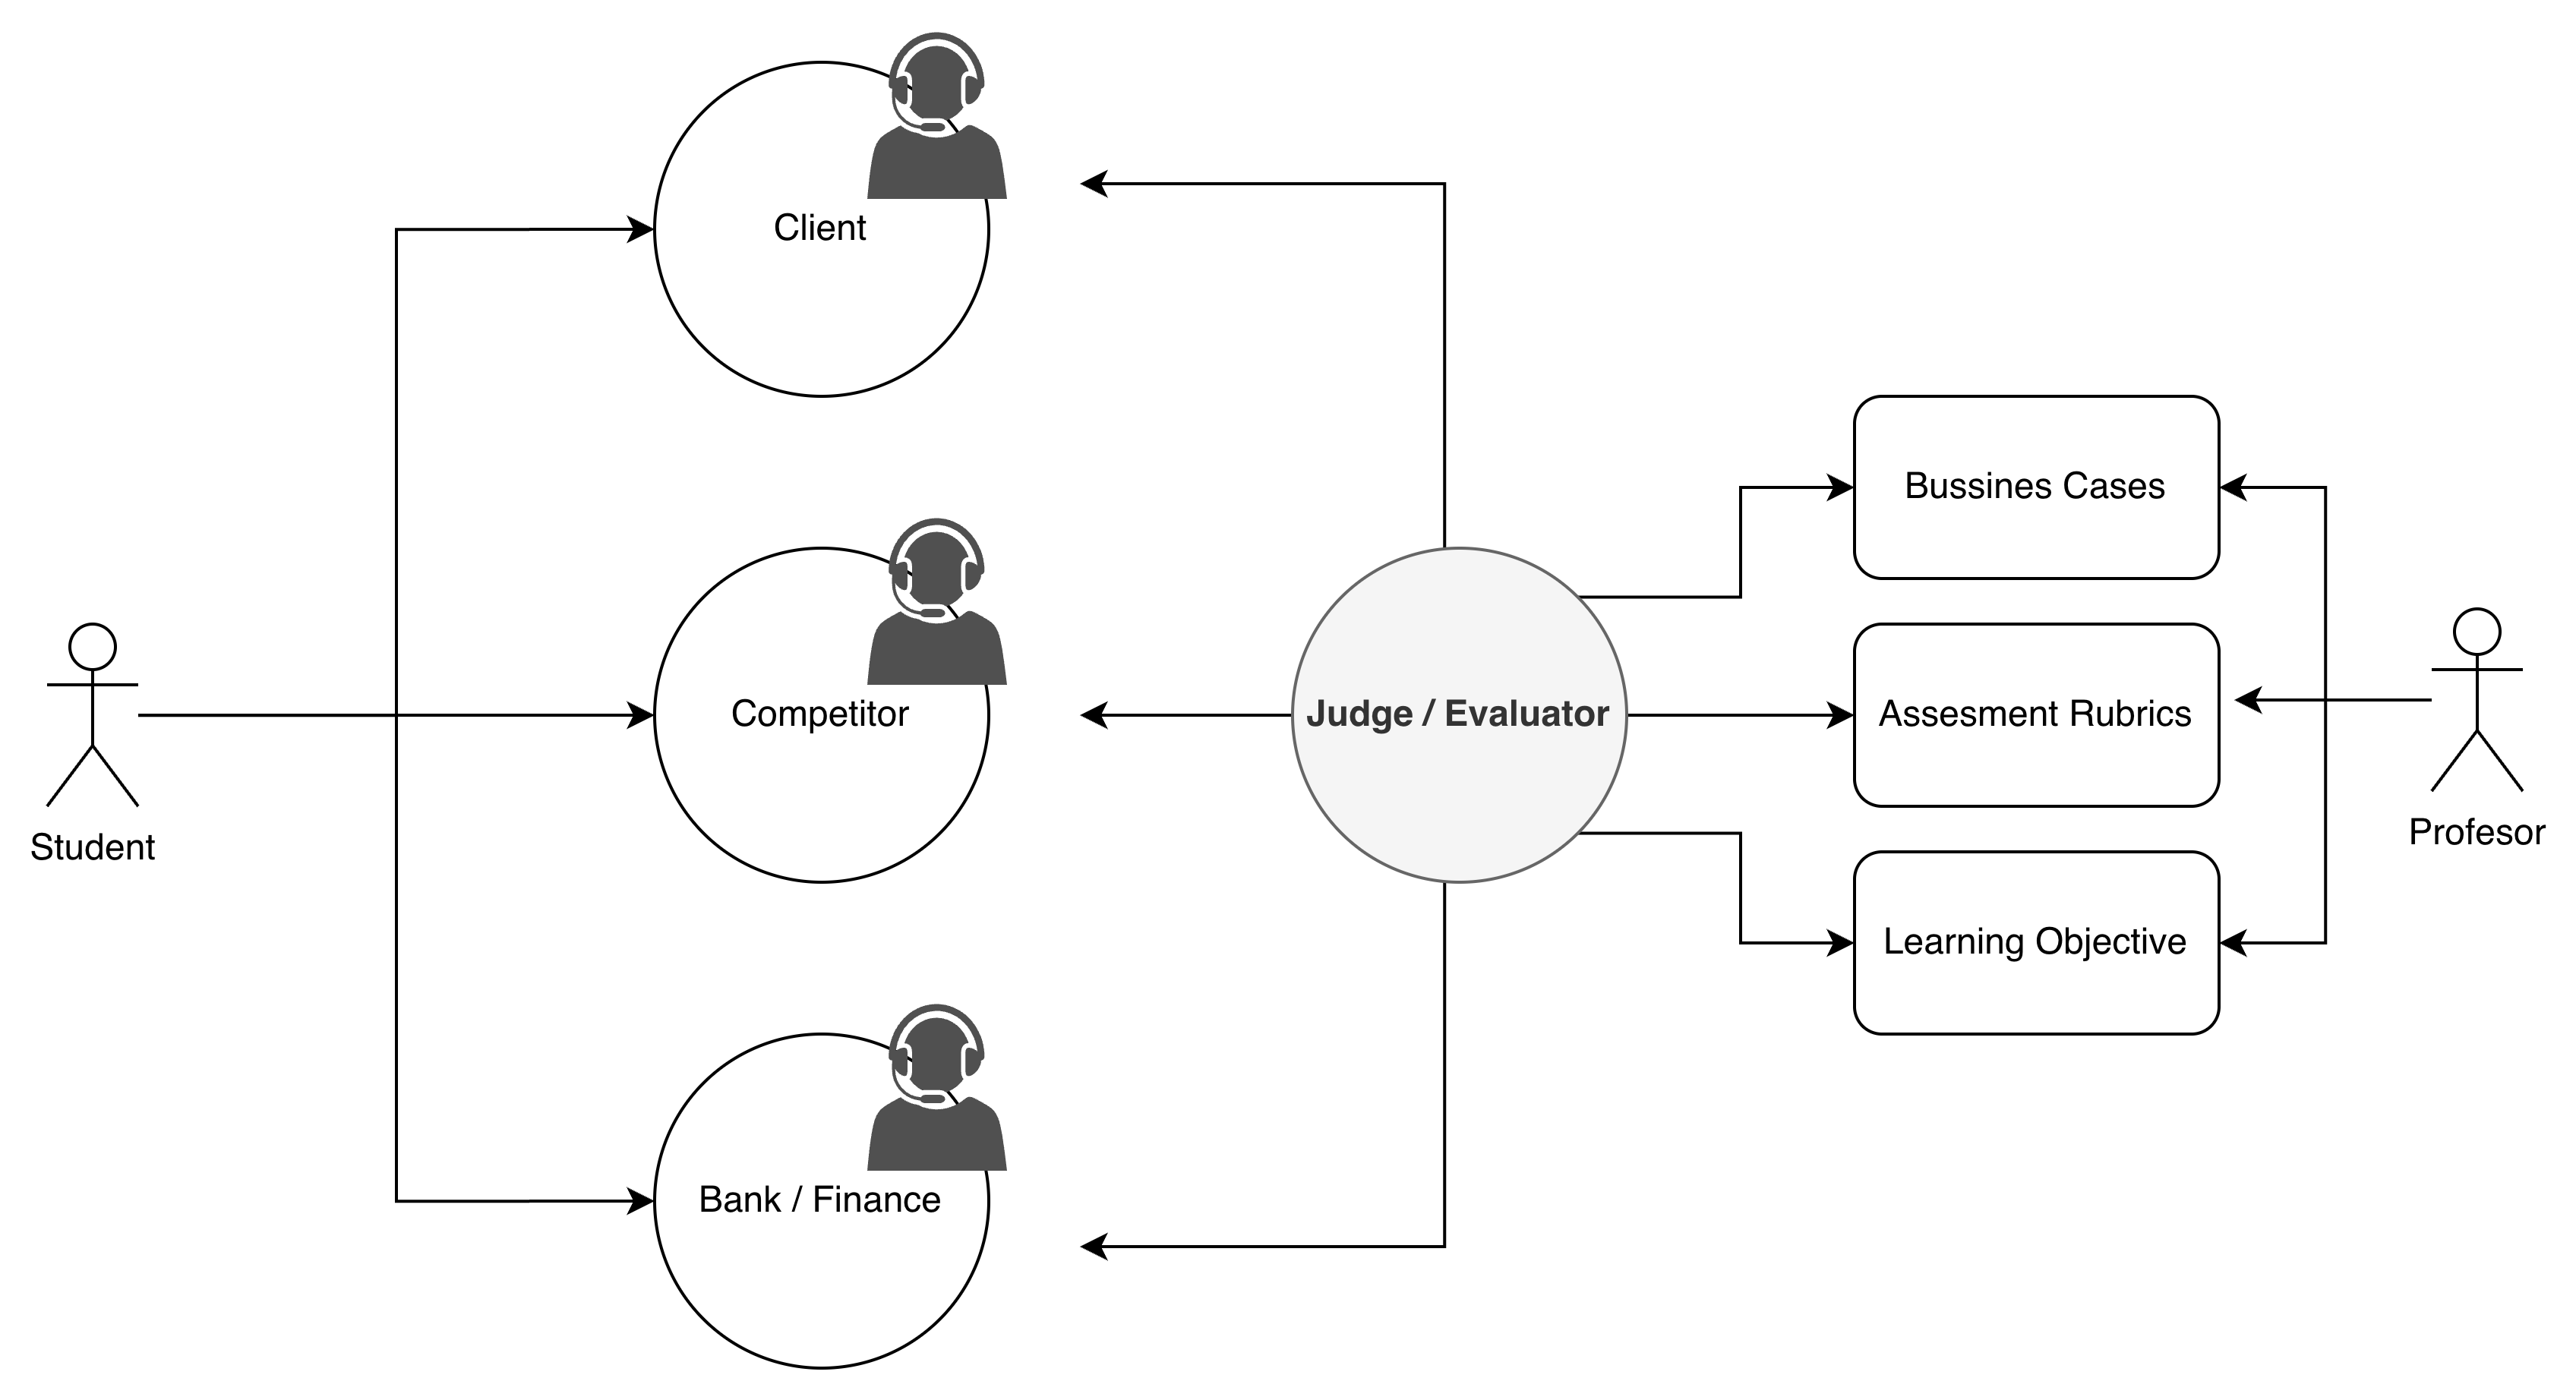 Client
Bussines Cases
Competitor
Judge / Evaluator
Assesment Rubrics
Student
Profesor
Learning Objective
Bank / Finance